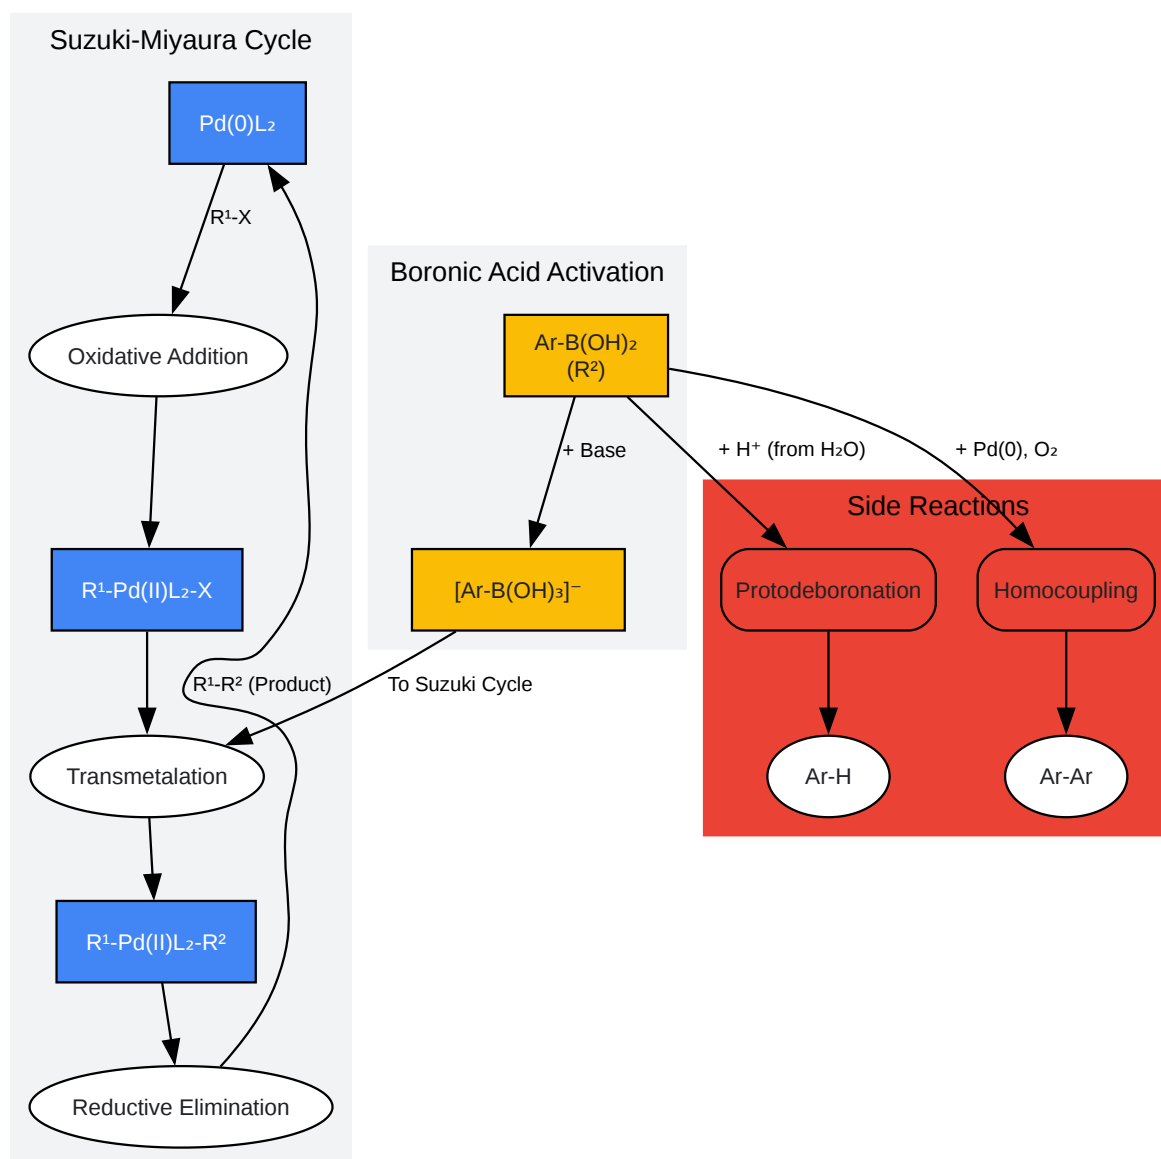 Suzuki-Miyaura Cycle
Pd(0)L₂
R¹-X
Oxidative Addition
R¹-Pd(II)L₂-X
R¹-R² (Product)
Transmetalation
R¹-Pd(II)L₂-R²
Reductive Elimination
Boronic Acid Activation
Ar-B(OH)₂
(R²)
+ Base
[Ar-B(OH)₃]⁻
To Suzuki Cycle
+ H⁺ (from H₂O)
+ Pd(0), O₂
Side Reactions
Protodeboronation
Homocoupling
Ar-H
Ar-Ar